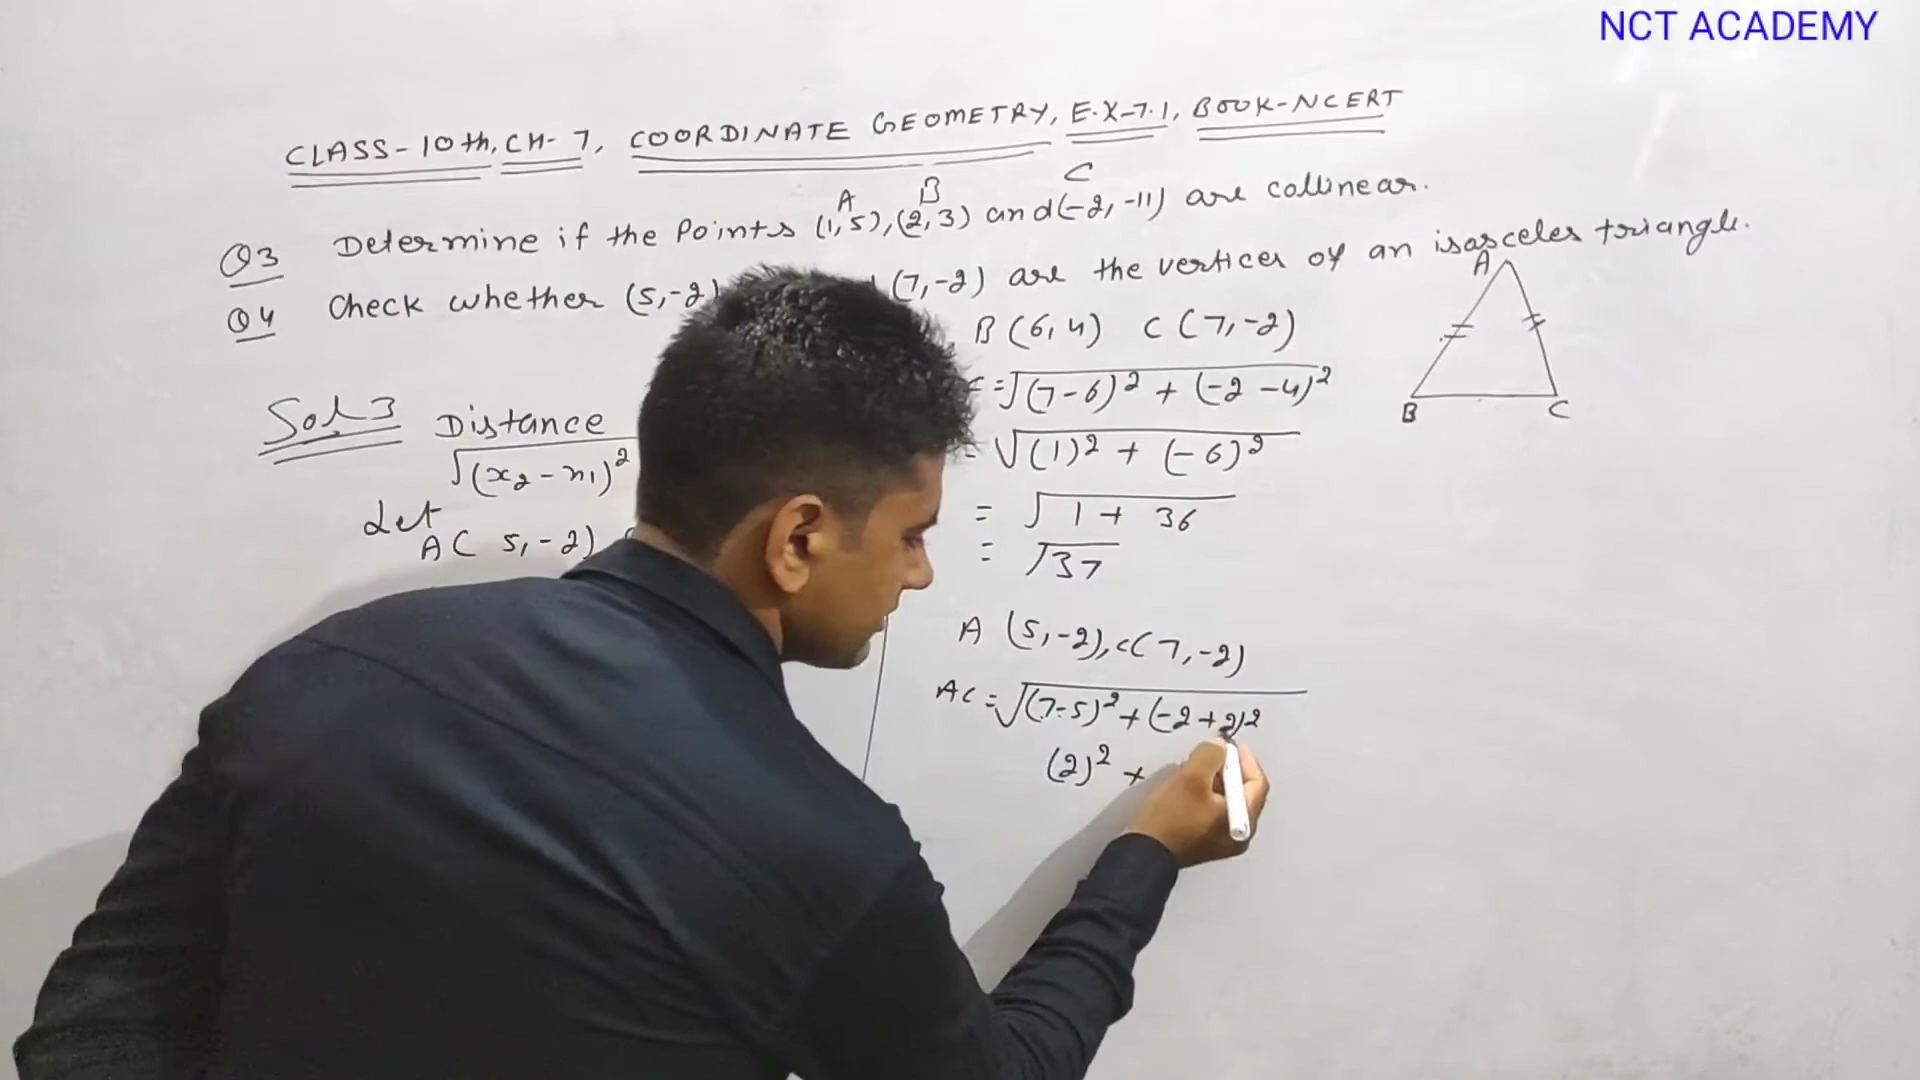 NCT ACADEMY
CLASS-10th, CH-7, COORDINATE GEOMETRY, E.X-7.1, BOOK-NCERT
A B C
Q3 Determine if the Points (1,5),(2,3) and (-2,-11) are collinear.
Q4 Check whether (5,-2) (7,-2) are the vertices of an isosceles triangle.
A
B (6,4) C (7,-2)
=√(7-6)² + (-2-4)²
B C
Sol 3 Distance
= √(1)² + (-6)²
√(x₂-x₁)²
= √1+36
Let
A( 5,-2)
= √37
A (5,-2), C(7,-2)
AC = √(7-5)²+(-2+2)²
(2)² +